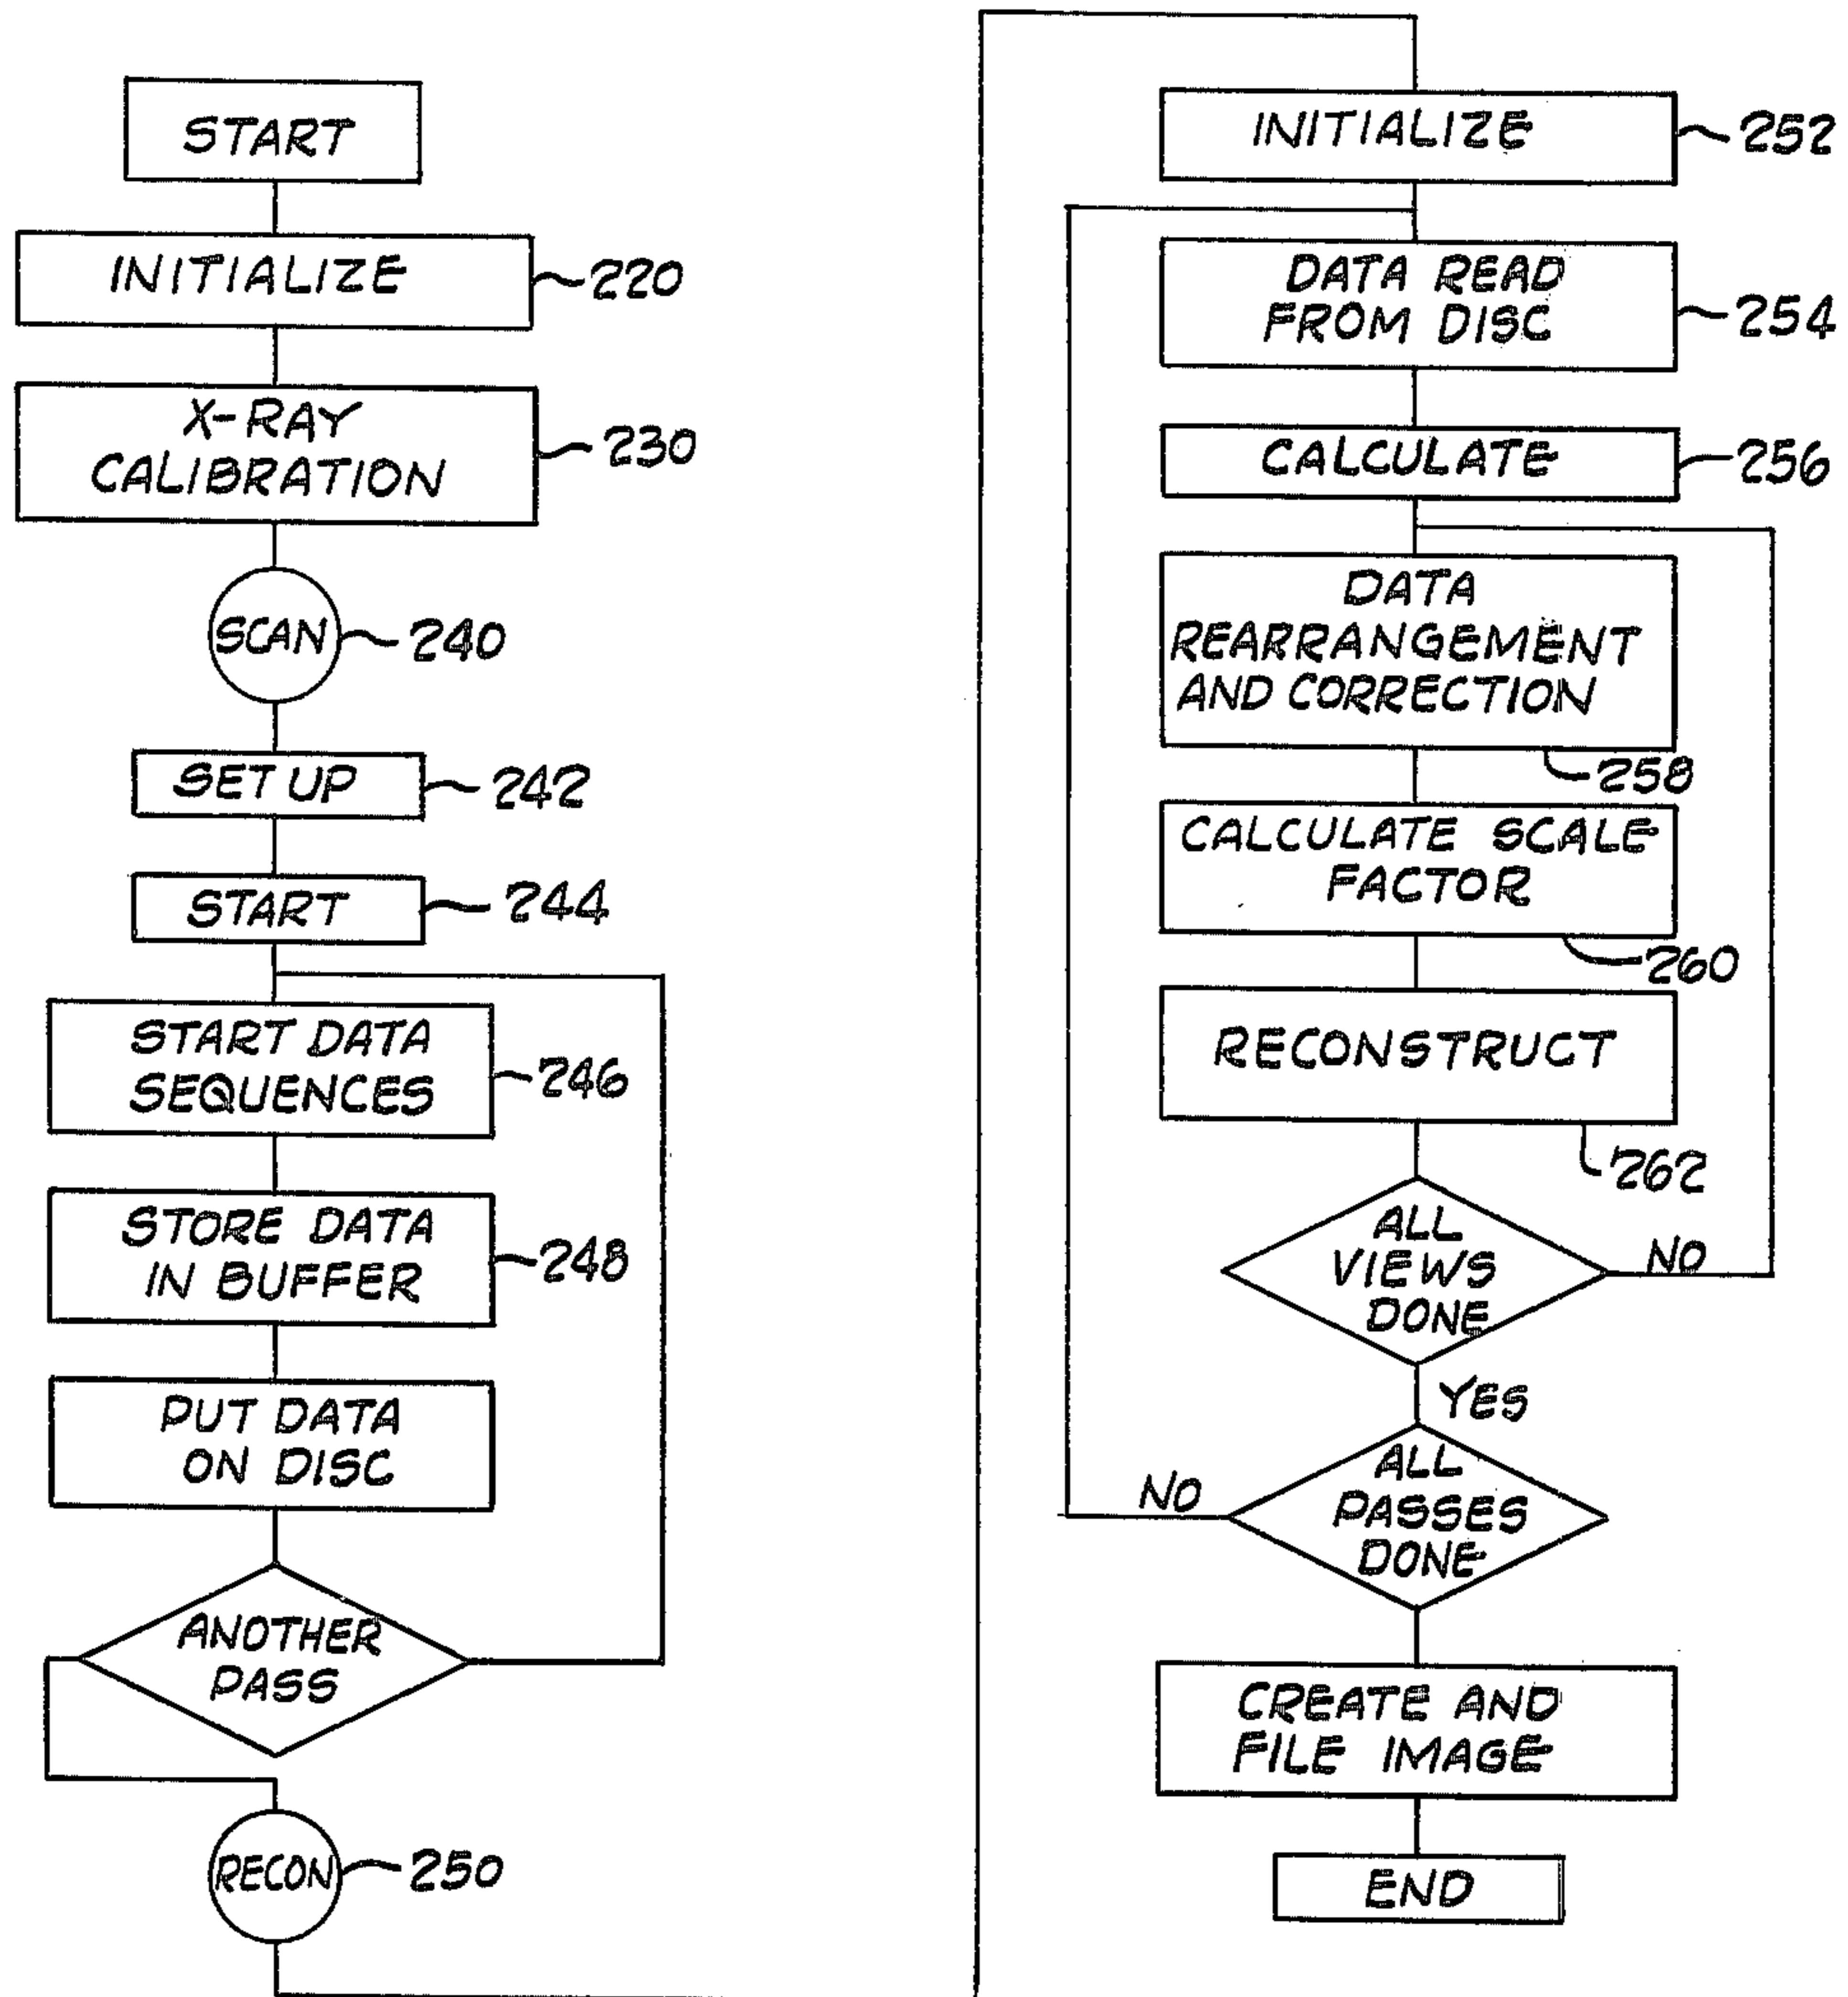 START
INITIALIZE
220
X-RAY
CALIBRATION
230
SCAN
240
SET UP
242
START
244
START DATA
SEQUENCES
246
STORE DATA
IN BUFFER
248
PUT DATA
ON DISC
ANOTHER
PASS
RECON
250
INITIALIZE
252
DATA READ
FROM DISC
254
CALCULATE
256
DATA
REARRANGEMENT
AND CORRECTION
258
CALCULATE SCALE
FACTOR
260
RECONSTRUCT
262
ALL
VIEWS
DONE
NO
YES
ALL
PASSES
DONE
NO
CREATE AND
FILE IMAGE
END